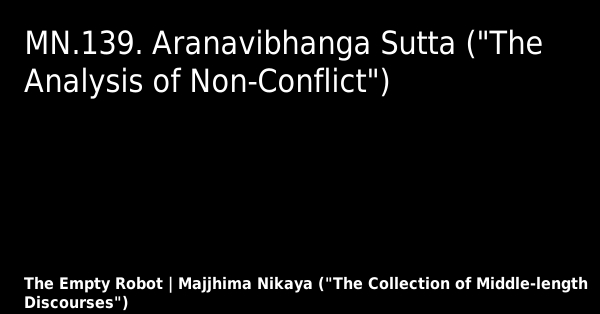 MN.139. Aranavibhanga Sutta ("The
Analysis of Non-Conflict")
The Empty Robot | Majjhima Nikaya ("The Collection of Middle-length
Discourses")